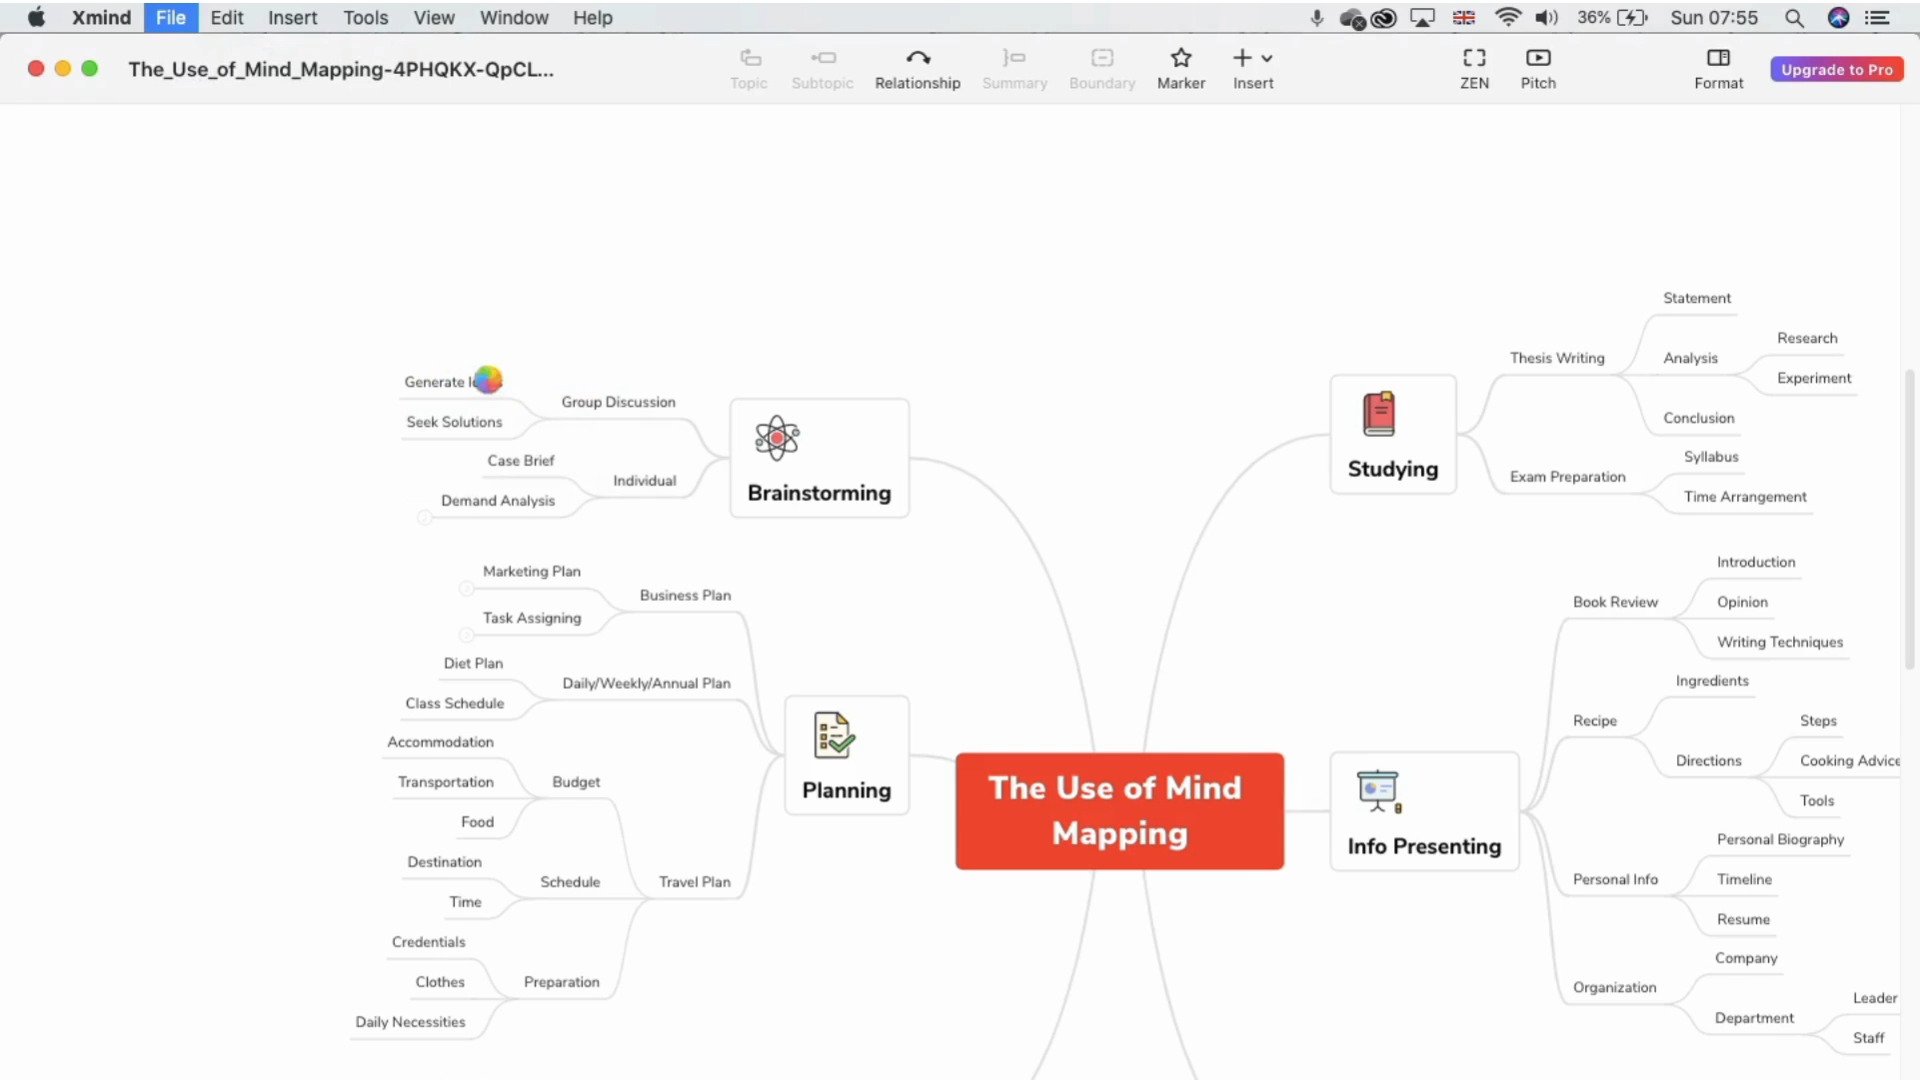 Xmind File Edit Insert Tools View Window Help 36% Sun 07:55
The_Use_of_Mind_Mapping-4PHQKX-QpCL...
Topic Subtopic Relationship Summary Boundary Marker Insert ZEN Pitch Format Upgrade to Pro
Generate
Seek Solutions
Group Discussion
Case Brief
Demand Analysis
Individual
Brainstorming
Marketing Plan
Task Assigning
Business Plan
Diet Plan
Class Schedule
Daily/Weekly/Annual Plan
Accommodation
Transportation
Food
Budget
Destination
Time
Schedule
Travel Plan
Credentials
Clothes
Daily Necessities
Preparation
Planning
The Use of Mind
Mapping
Studying
Thesis Writing
Statement
Analysis
Research
Experiment
Conclusion
Exam Preparation
Syllabus
Time Arrangement
Info Presenting
Book Review
Introduction
Opinion
Writing Techniques
Recipe
Ingredients
Directions
Steps
Cooking Advice
Tools
Personal Info
Personal Biography
Timeline
Resume
Organization
Company
Department
Leader
Staff